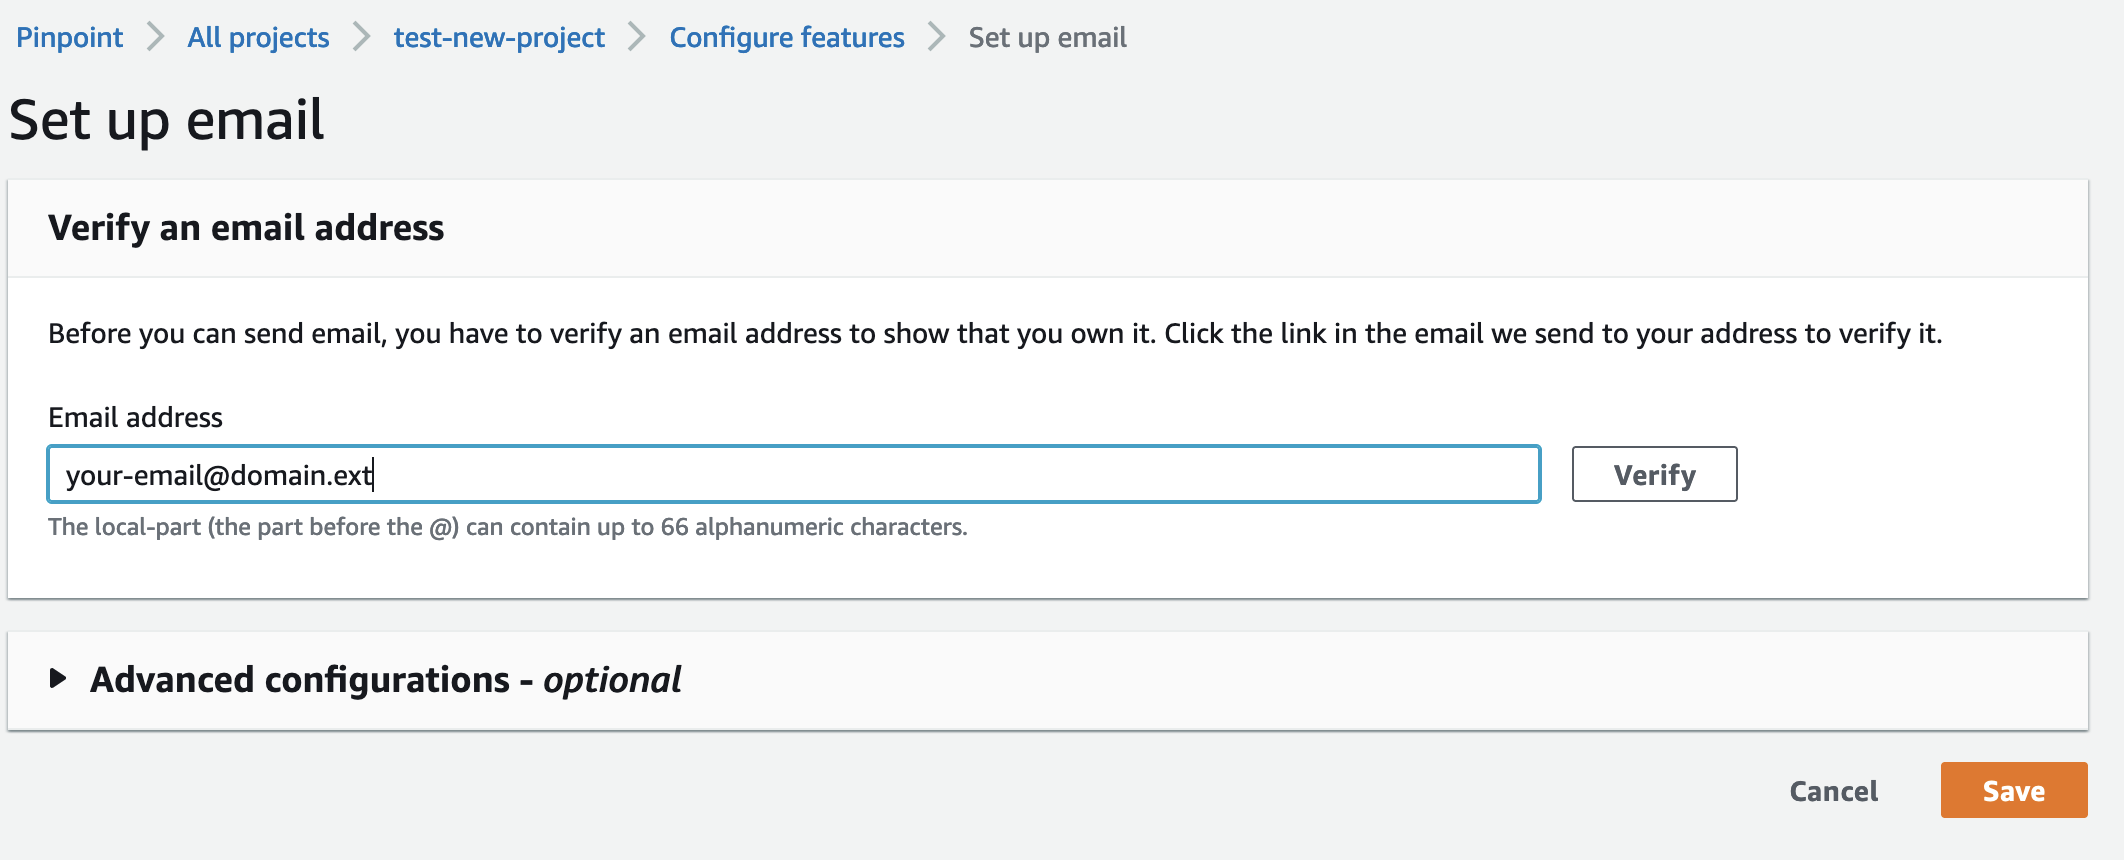 Pinpoint All projects test-new-project Configure features Set up email
Set up email
Verify an email address
Before you can send email, you have to verify an email address to show that you own it. Click the link in the email we send to your address to verify it.
Email address
your-email@domain.ext Verify
The local-part (the part before the @) can contain up to 66 alphanumeric characters.
Advanced configurations - optional
Cancel Save